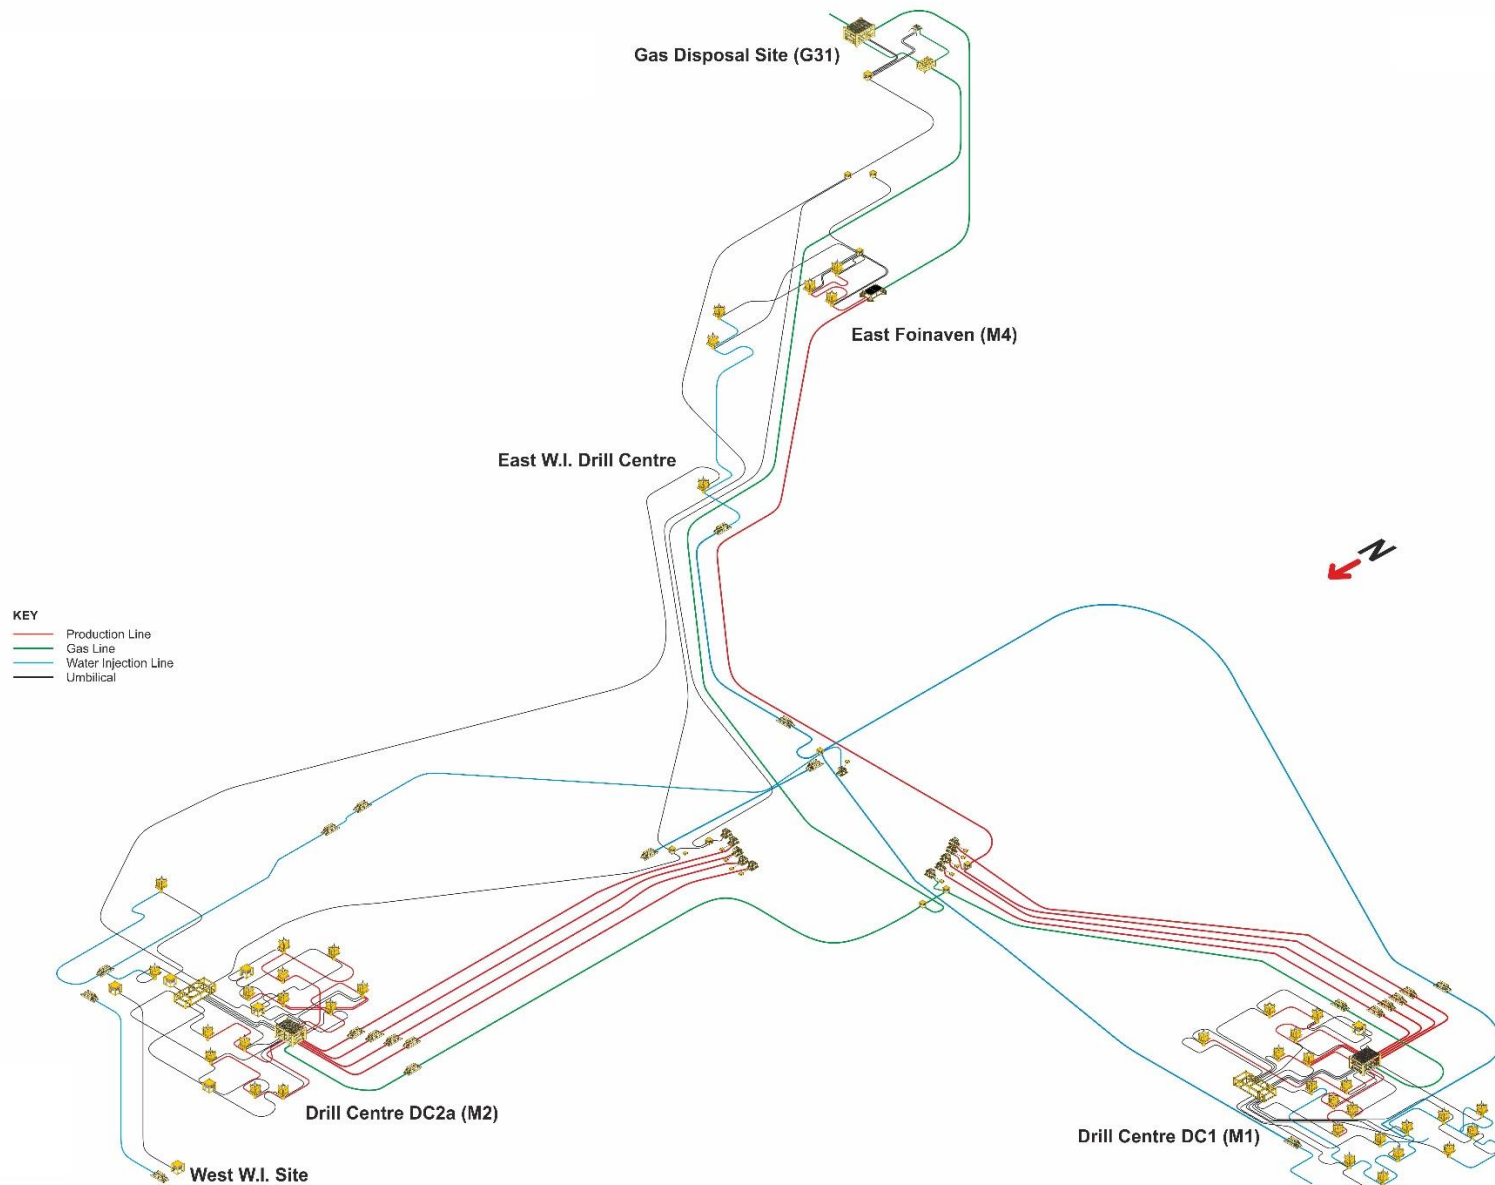 Gas Disposal Site (G31)
East Foinaven (M4)
East W.I. Drill Centre
N
KEY
Production Line
Gas Line
Water Injection Line
Umbilical
Drill Centre DC2a (M2)
Drill Centre DC1 (M1)
West W.I. Site